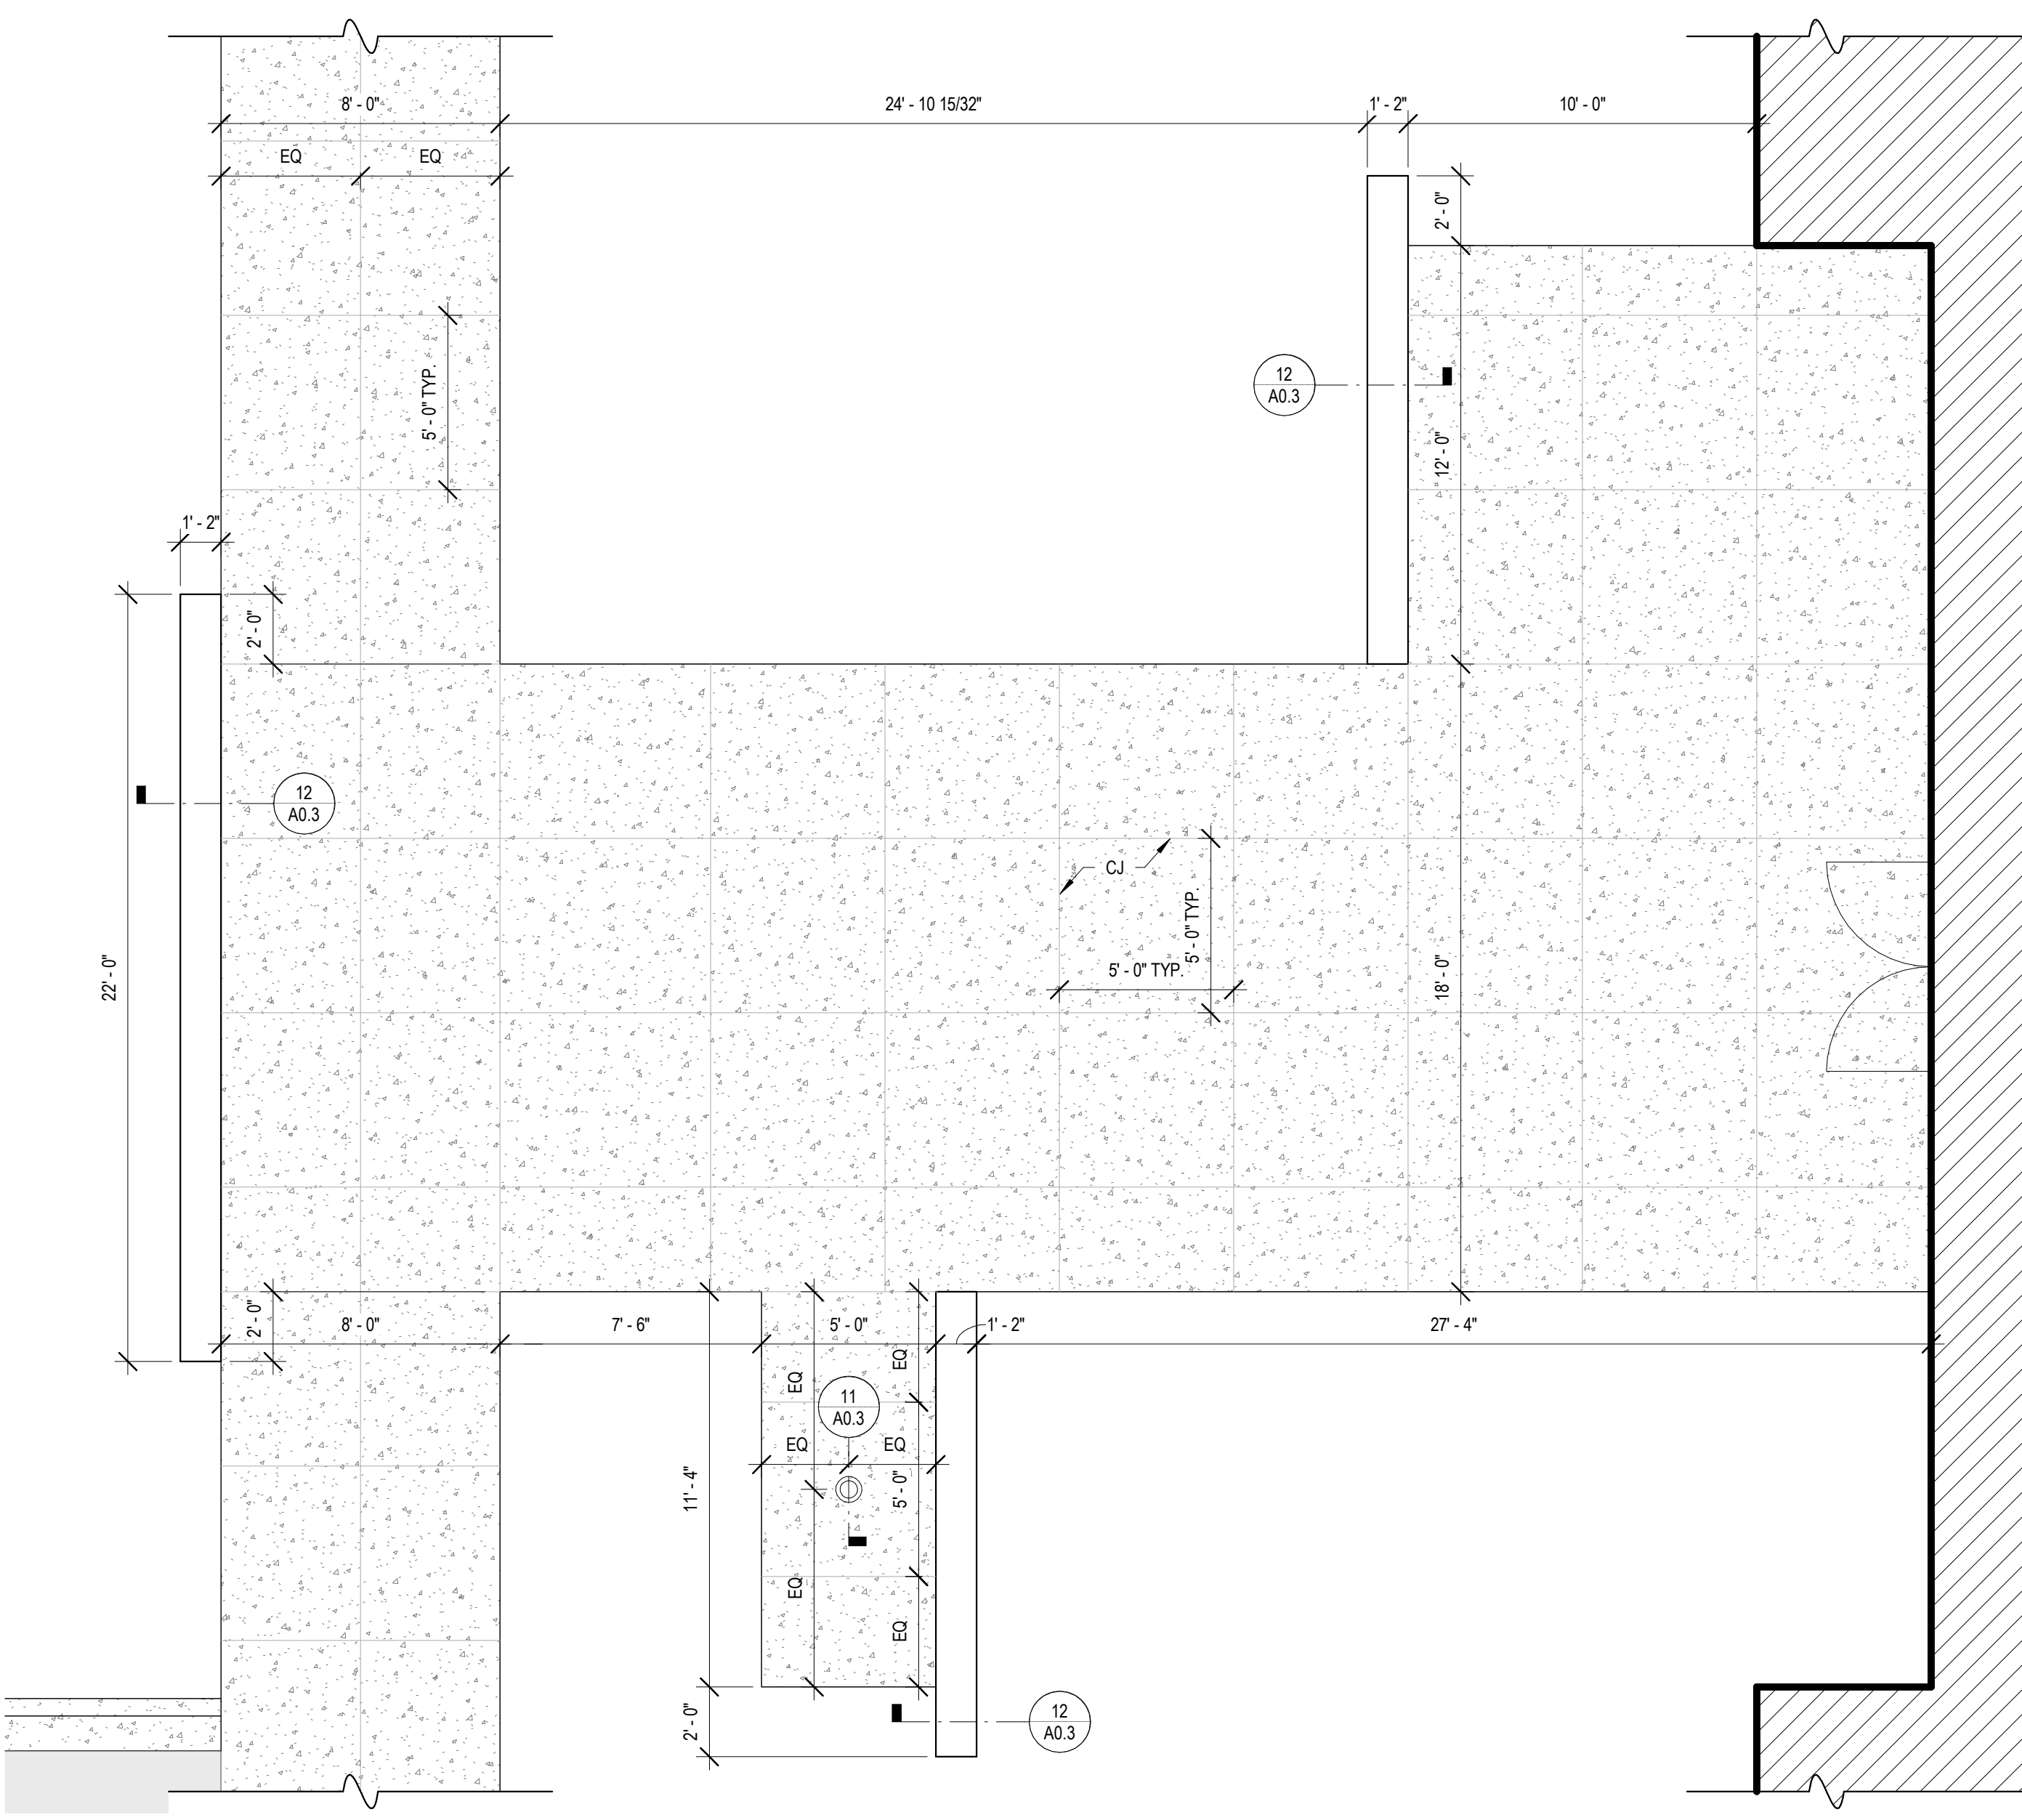 8' - 0"
24' - 10 15/32"
1' - 2"
10' - 0"
EQ
EQ
2' - 0"
5' - 0" TYP.
12
A0.3
12' - 0"
1' - 2"
2' - 0"
12
A0.3
CJ
5' - 0" TYP.
5' - 0" TYP.
22' - 0"
18' - 0"
2' - 0"
8' - 0"
7' - 6"
5' - 0"
1' - 2"
27' - 4"
EQ
EQ
11
A0.3
EQ
EQ
11' - 4"
5' - 0"
EQ
EQ
2' - 0"
12
A0.3